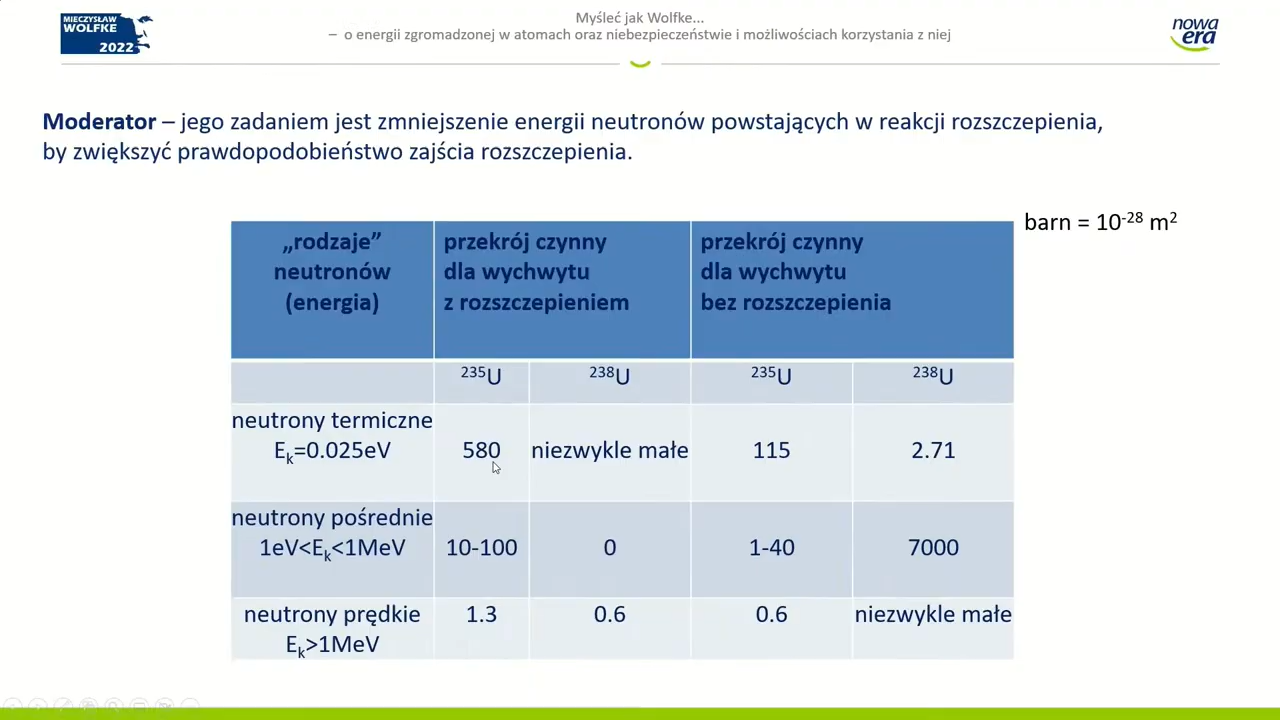 MIECZYSŁAW
WOLFKE
2022
Myśleć jak Wolfke...
– o energii zgromadzonej w atomach oraz niebezpieczeństwie i możliwościach korzystania z niej
nowa
era
Moderator – jego zadaniem jest zmniejszenie energii neutronów powstających w reakcji rozszczepienia,
by zwiększyć prawdopodobieństwo zajścia rozszczepienia.
barn = 10⁻²⁸ m²
„rodzaje”
neutronów
(energia)
przekrój czynny
dla wychwytu
z rozszczepieniem
przekrój czynny
dla wychwytu
bez rozszczepienia
²³⁵U ²³⁸U ²³⁵U ²³⁸U
neutrony termiczne
Eₖ=0.025eV
580 niezwykle małe 115 2.71
neutrony pośrednie
1eV<Eₖ<1MeV
10-100 0 1-40 7000
neutrony prędkie
Eₖ>1MeV
1.3 0.6 0.6 niezwykle małe